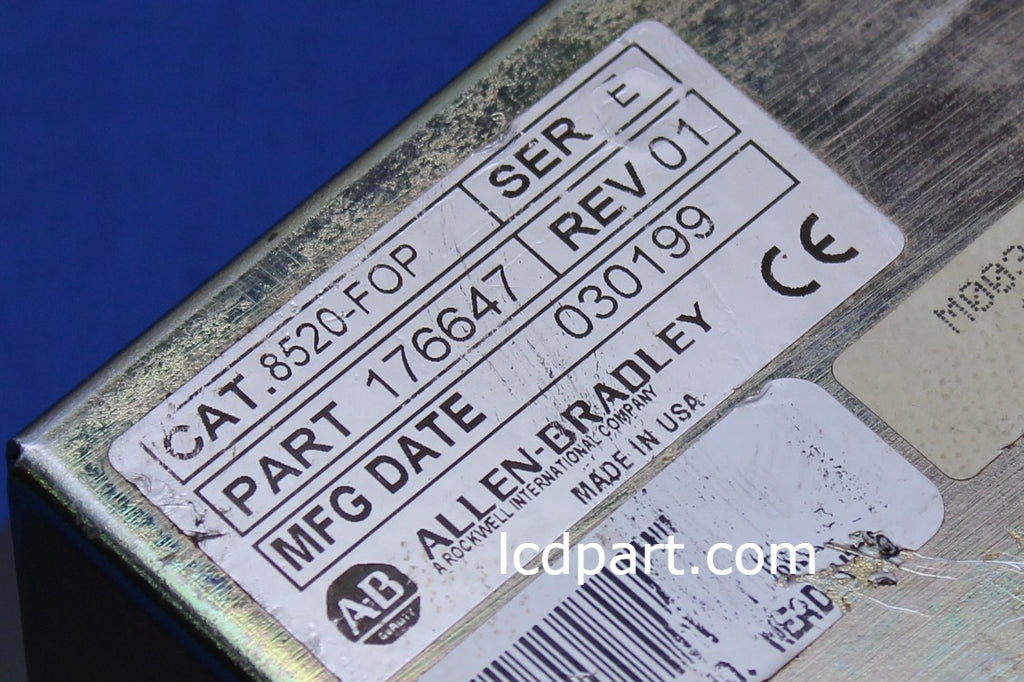 CAT. 8520-FOP SER E
PART 176647 REV 01
MFG DATE 030199
CE
AB
QUALITY
ALLEN-BRADLEY
A ROCKWELL INTERNATIONAL COMPANY
MADE IN USA
lcdpart.com